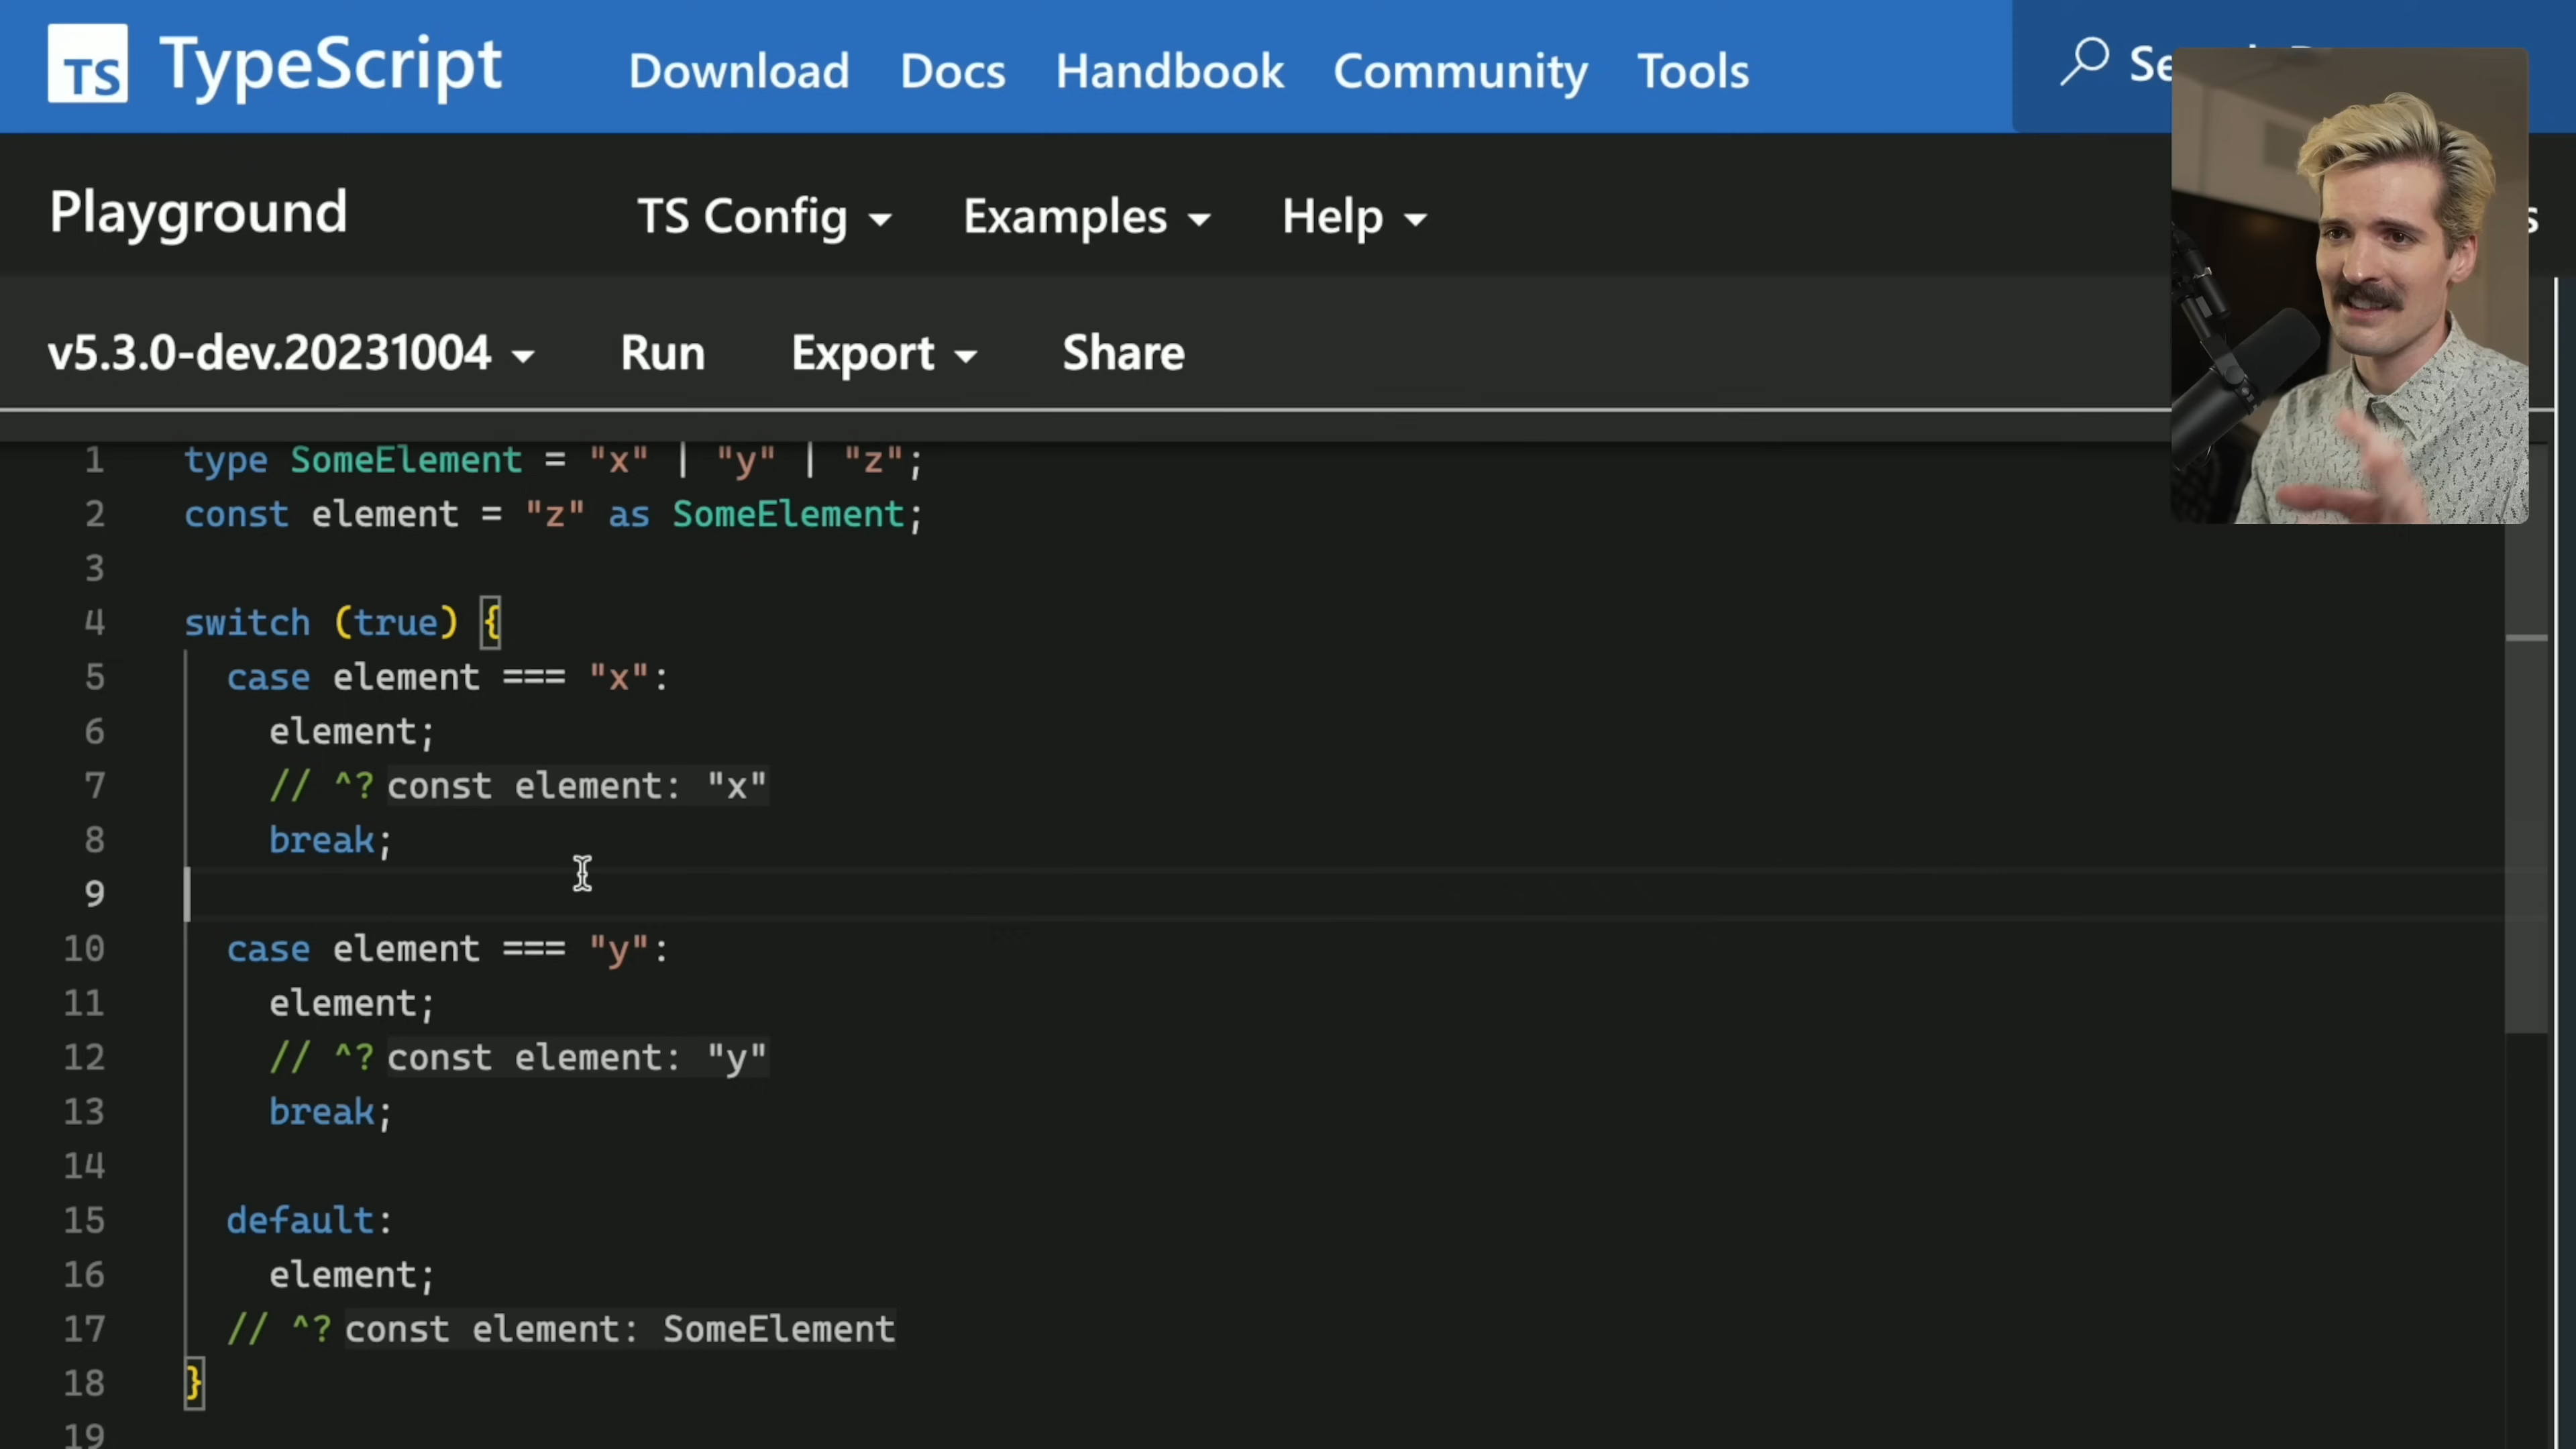 TS TypeScript Download Docs Handbook Community Tools
Playground TS Config Examples Help
v5.3.0-dev.20231004 Run Export Share
1 type SomeElement = "x" | "y" | "z";
2 const element = "z" as SomeElement;
3
4 switch (true) {
5 case element === "x":
6 element;
7 // ^? const element: "x"
8 break;
9
10 case element === "y":
11 element;
12 // ^? const element: "y"
13 break;
14
15 default:
16 element;
17 // ^? const element: SomeElement
18 }
19